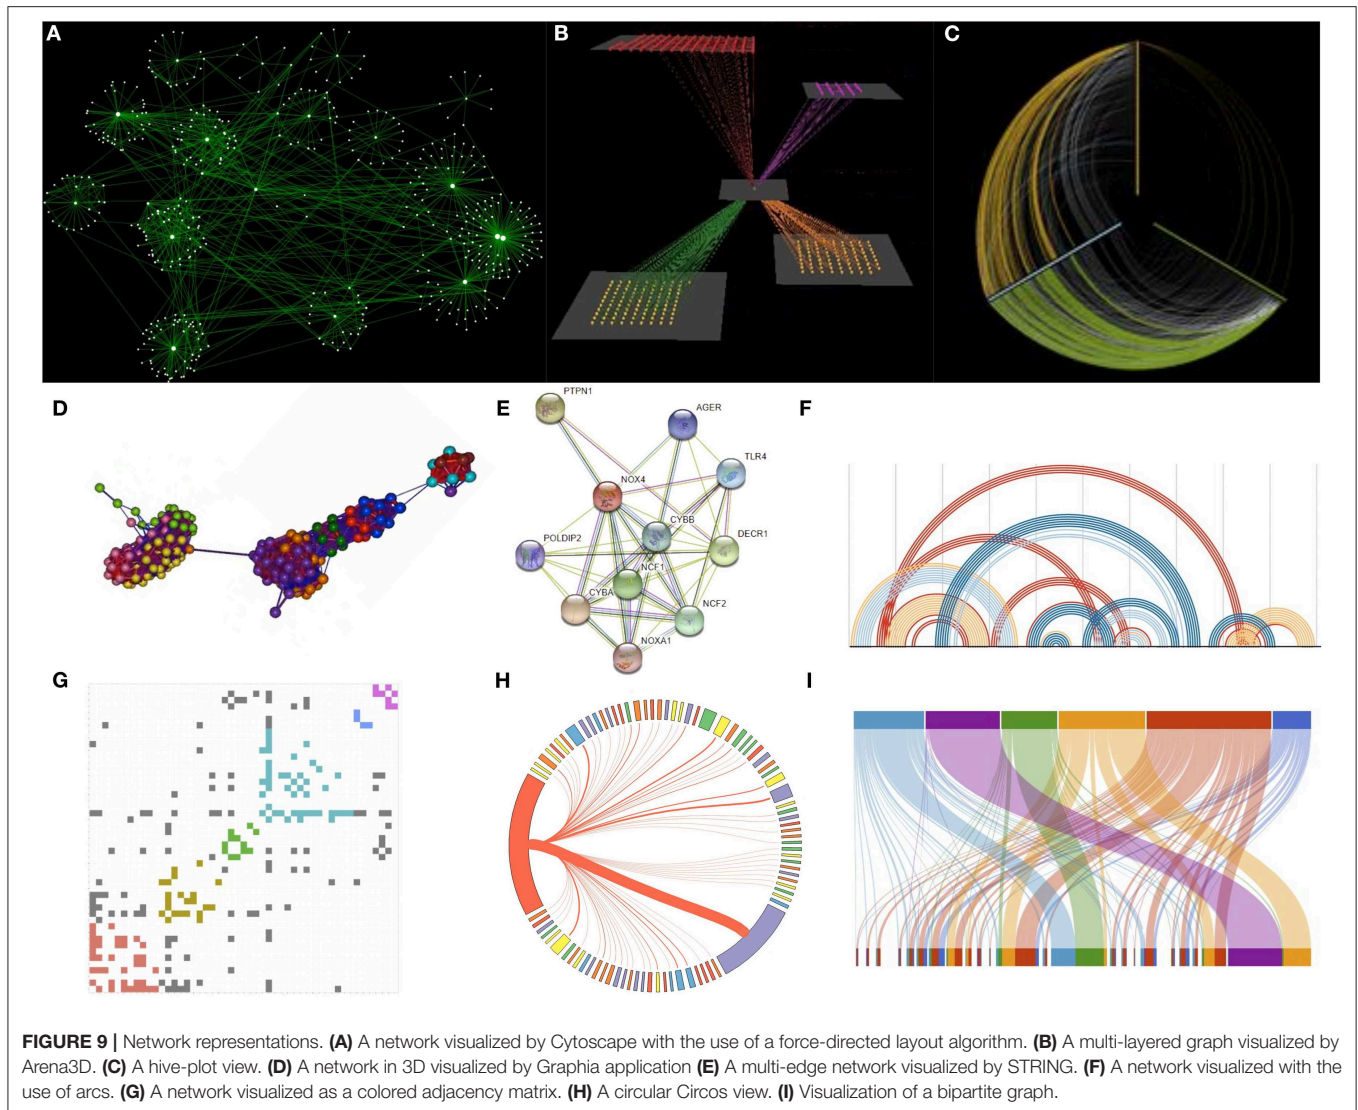 A
B
C
D
E
F
PTPN1
AGER
TLR4
NOX4
CYBB
DECR1
POLDIP2
NCF1
CYBA
NCF2
NOXA1
G
H
I
FIGURE 9 | Network representations. (A) A network visualized by Cytoscape with the use of a force-directed layout algorithm. (B) A multi-layered graph visualized by
Arena3D. (C) A hive-plot view. (D) A network in 3D visualized by Graphia application (E) A multi-edge network visualized by STRING. (F) A network visualized with the
use of arcs. (G) A network visualized as a colored adjacency matrix. (H) A circular Circos view. (I) Visualization of a bipartite graph.